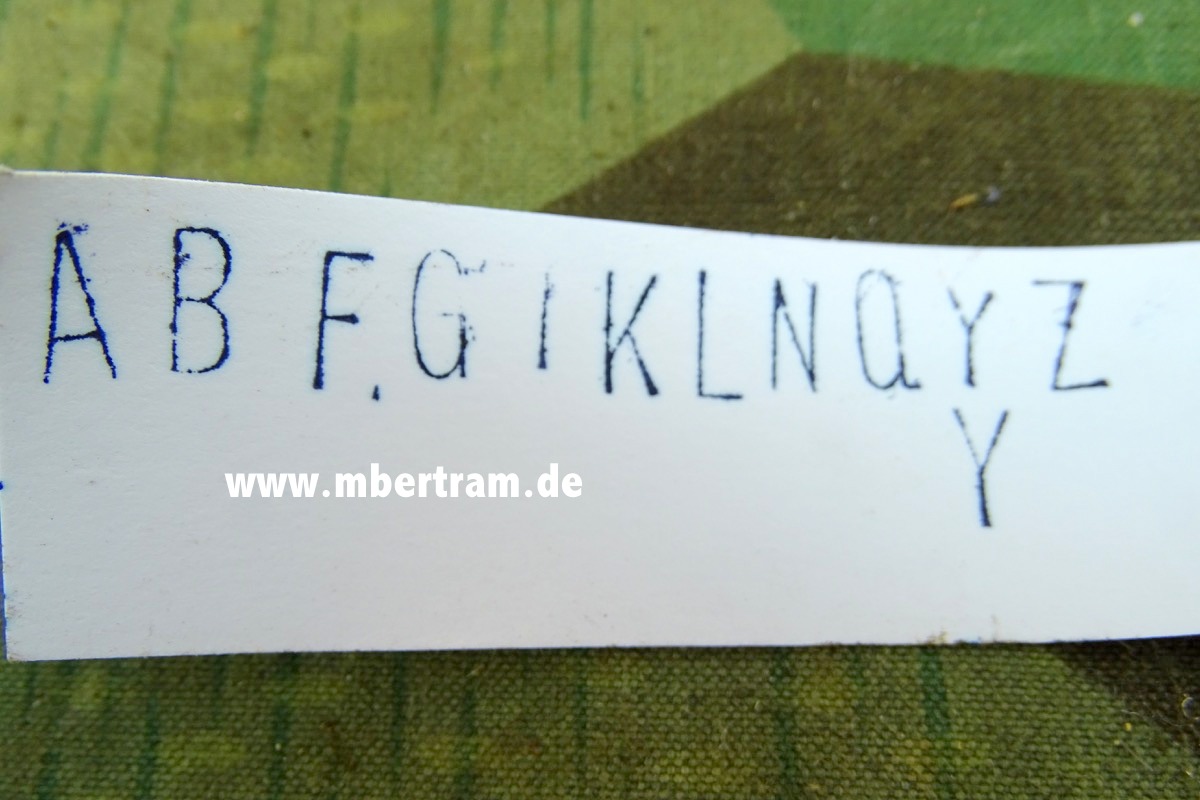 A B F. G I K L N Q Y Z
Y
www.mbertram.de